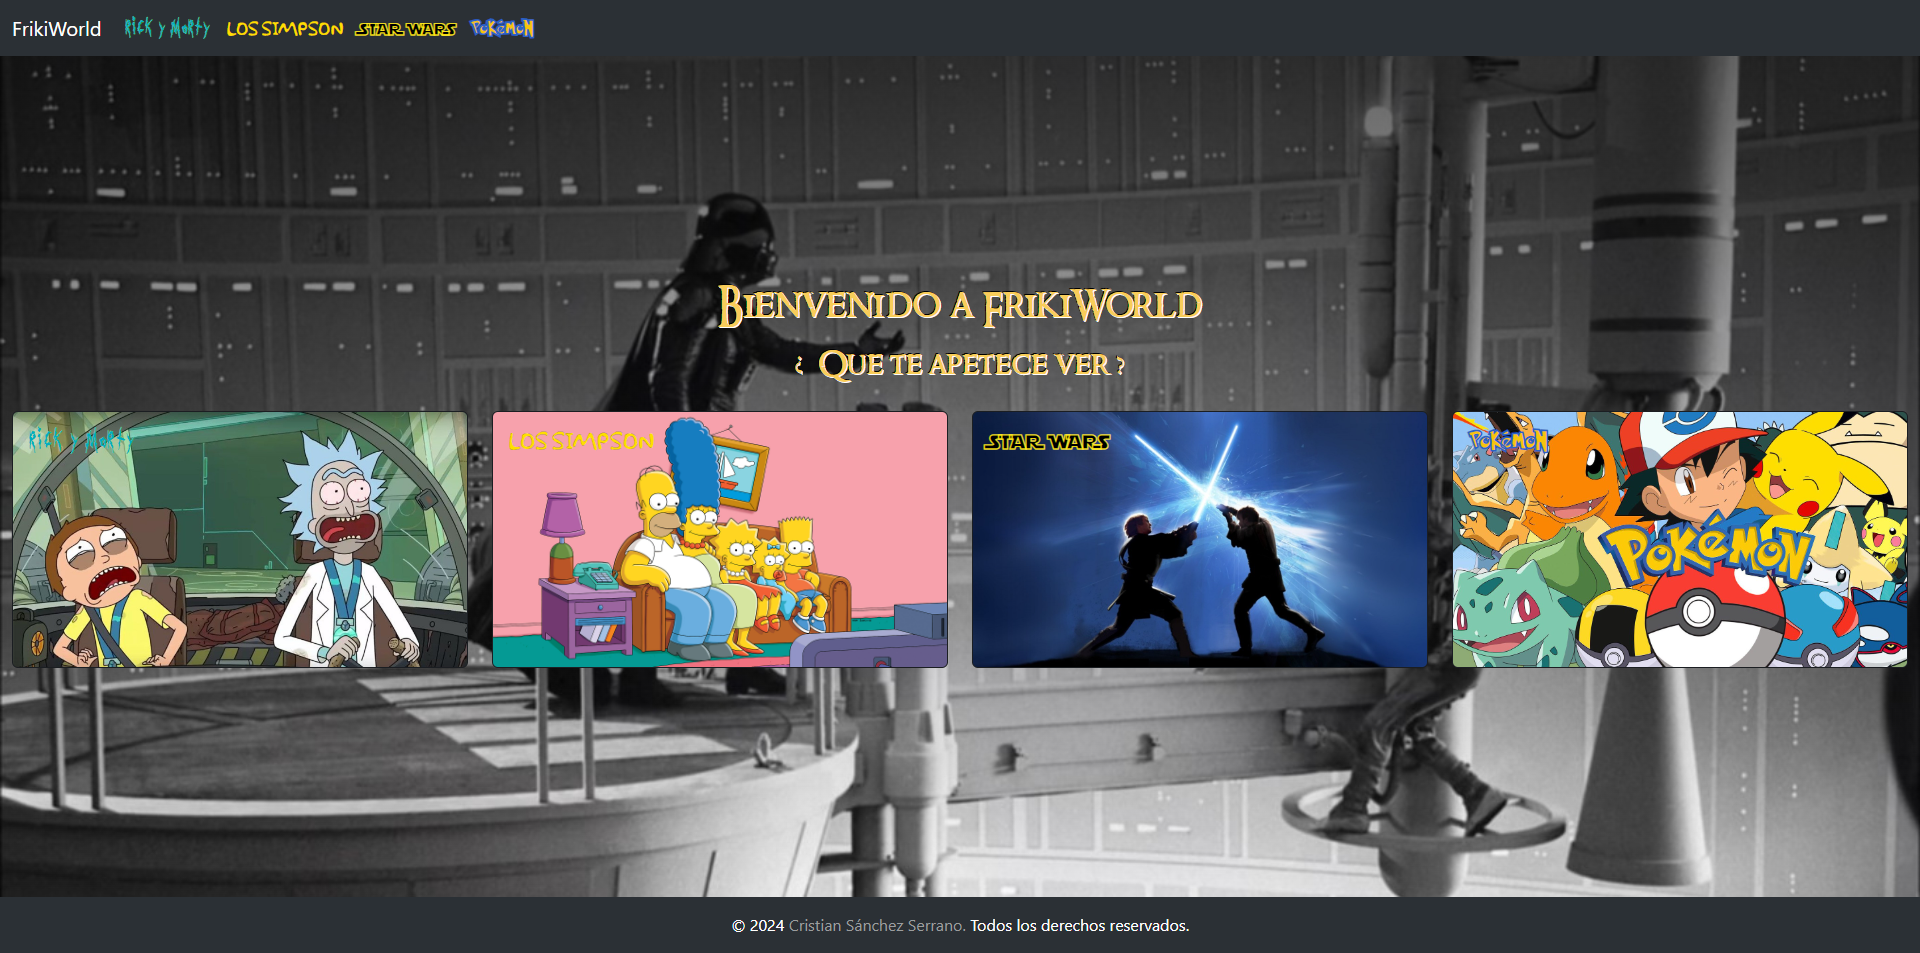 FrikiWorld Rick y Morty LOS SIMPSON STAR WARS POKéMON
Bienvenido a FrikiWorld
¿ Que te apetece ver ?
Rick y Morty
LOS SIMPSON
STAR WARS
POKéMON
POKéMON
© 2024 Cristian Sánchez Serrano. Todos los derechos reservados.